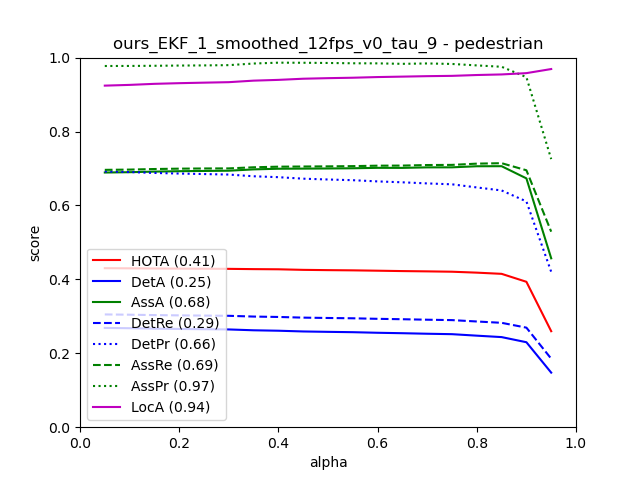 ours_EKF_1_smoothed_12fps_v0_tau_9 - pedestrian
1.0
0.8
0.6
0.4
0.2
0.0
score
HOTA (0.41)
DetA (0.25)
AssA (0.68)
DetRe (0.29)
DetPr (0.66)
AssRe (0.69)
AssPr (0.97)
LocA (0.94)
0.0 0.2 0.4 0.6 0.8 1.0
alpha